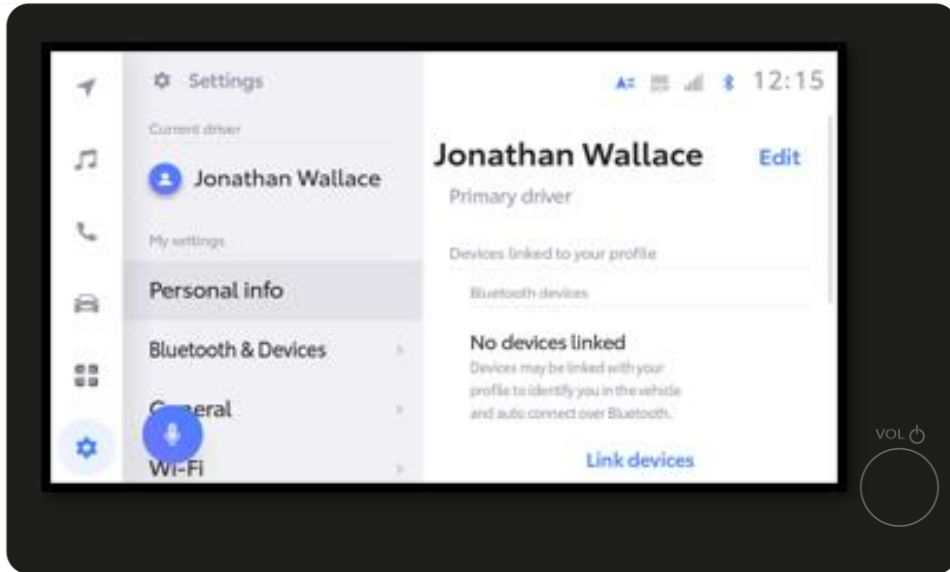 Settings
12:15
Current driver
Jonathan Wallace
My settings
Personal info
Bluetooth & Devices
General
Wi-Fi
Jonathan Wallace
Edit
Primary driver
Devices linked to your profile
Bluetooth devices
No devices linked
Devices may be linked with your
profile to identify you in the vehicle
and auto connect over Bluetooth.
Link devices
VOL